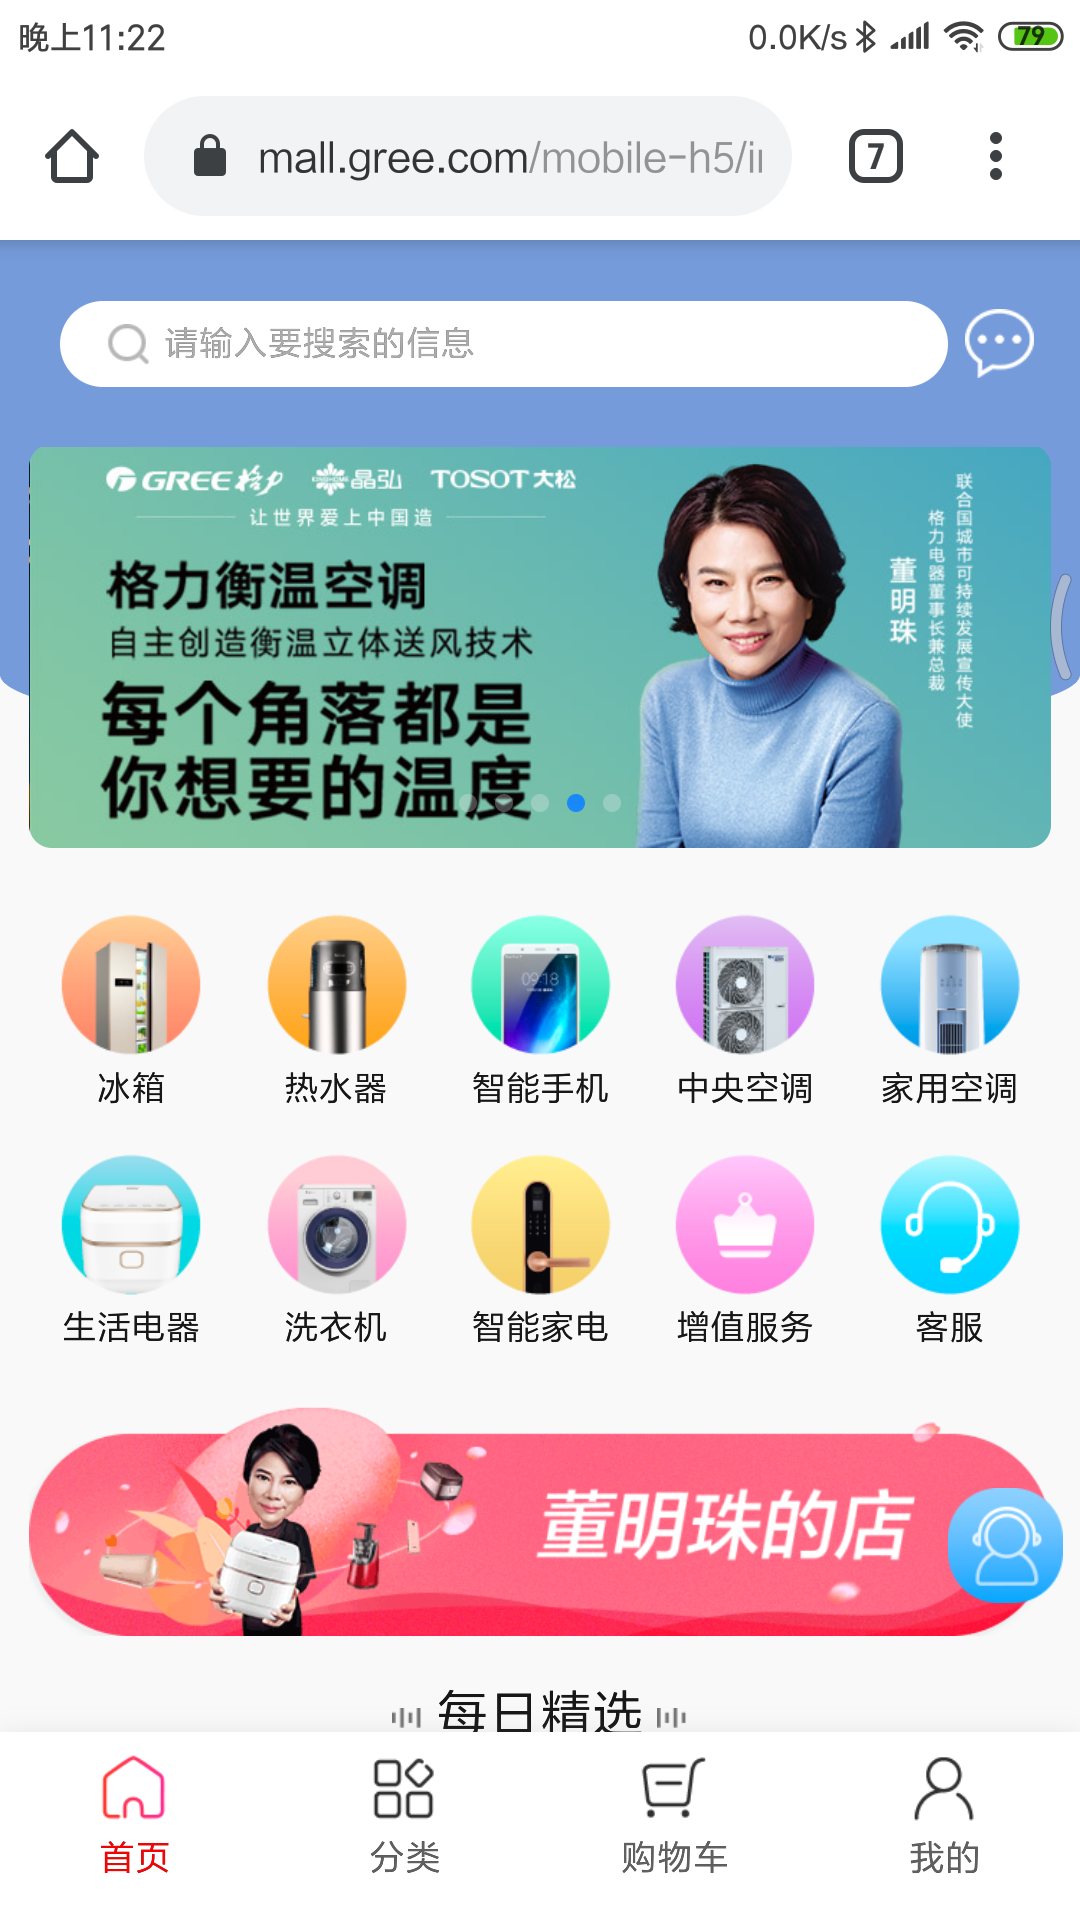 晚上11:22
0.0K/s
79
mall.gree.com/mobile-h5/in
7
请输入要搜索的信息
GREE格力 晶弘 TOSOT大松
让世界爱上中国造
格力衡温空调
自主创造衡温立体送风技术
每个角落都是
你想要的温度
联合国城市可持续发展宣传大使
格力电器董事长兼总裁
董明珠
09:18
冰箱
热水器
智能手机
中央空调
家用空调
生活电器
洗衣机
智能家电
增值服务
客服
董明珠的店
每日精选
首页
分类
购物车
我的